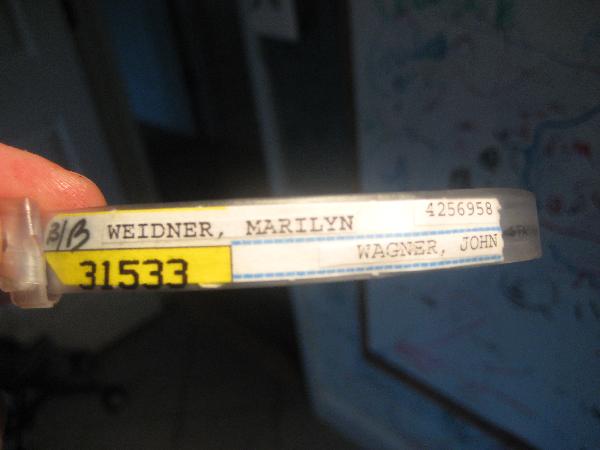 B/B WEIDNER, MARILYN 4256958
31533 WAGNER, JOHN